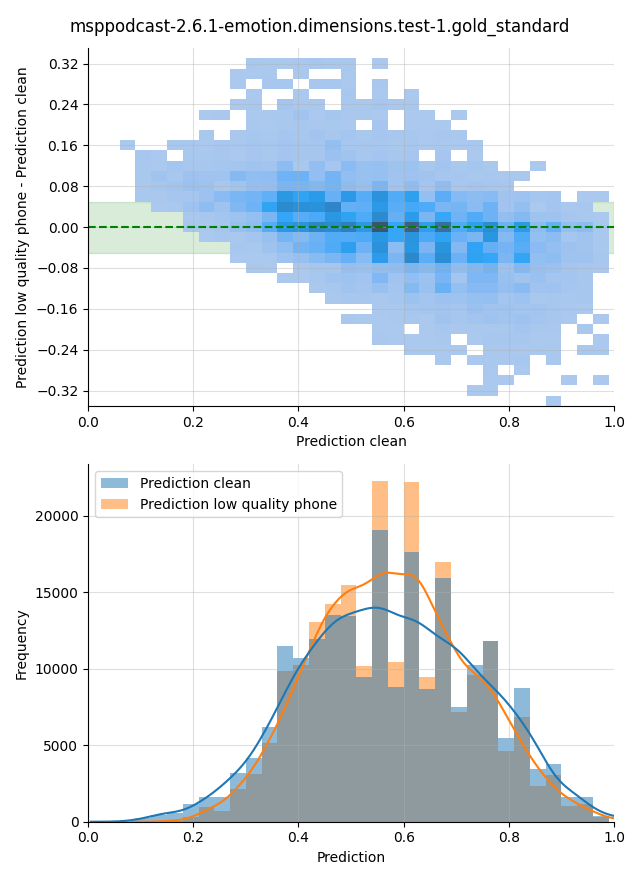 msppodcast-2.6.1-emotion.dimensions.test-1.gold_standard
Prediction low quality phone - Prediction clean
0.32
0.24
0.16
0.08
0.00
−0.08
−0.16
−0.24
−0.32
0.0 0.2 0.4 0.6 0.8 1.0
Prediction clean
Prediction clean
Prediction low quality phone
Frequency
20000
15000
10000
5000
0
0.0 0.2 0.4 0.6 0.8 1.0
Prediction